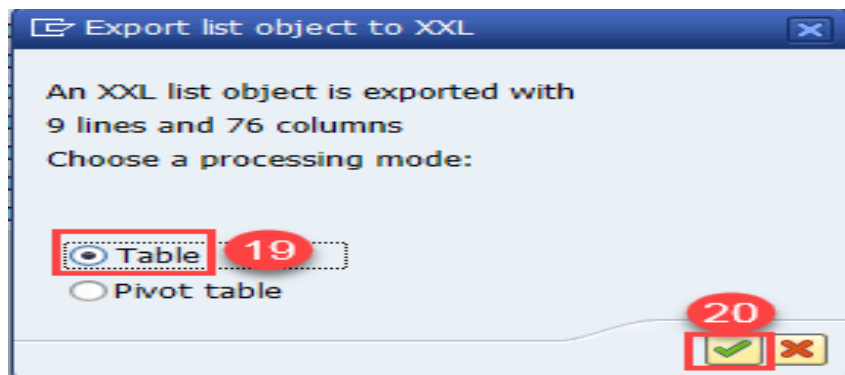 Export list object to XXL
An XXL list object is exported with
9 lines and 76 columns
Choose a processing mode:
Table 19
Pivot table
20